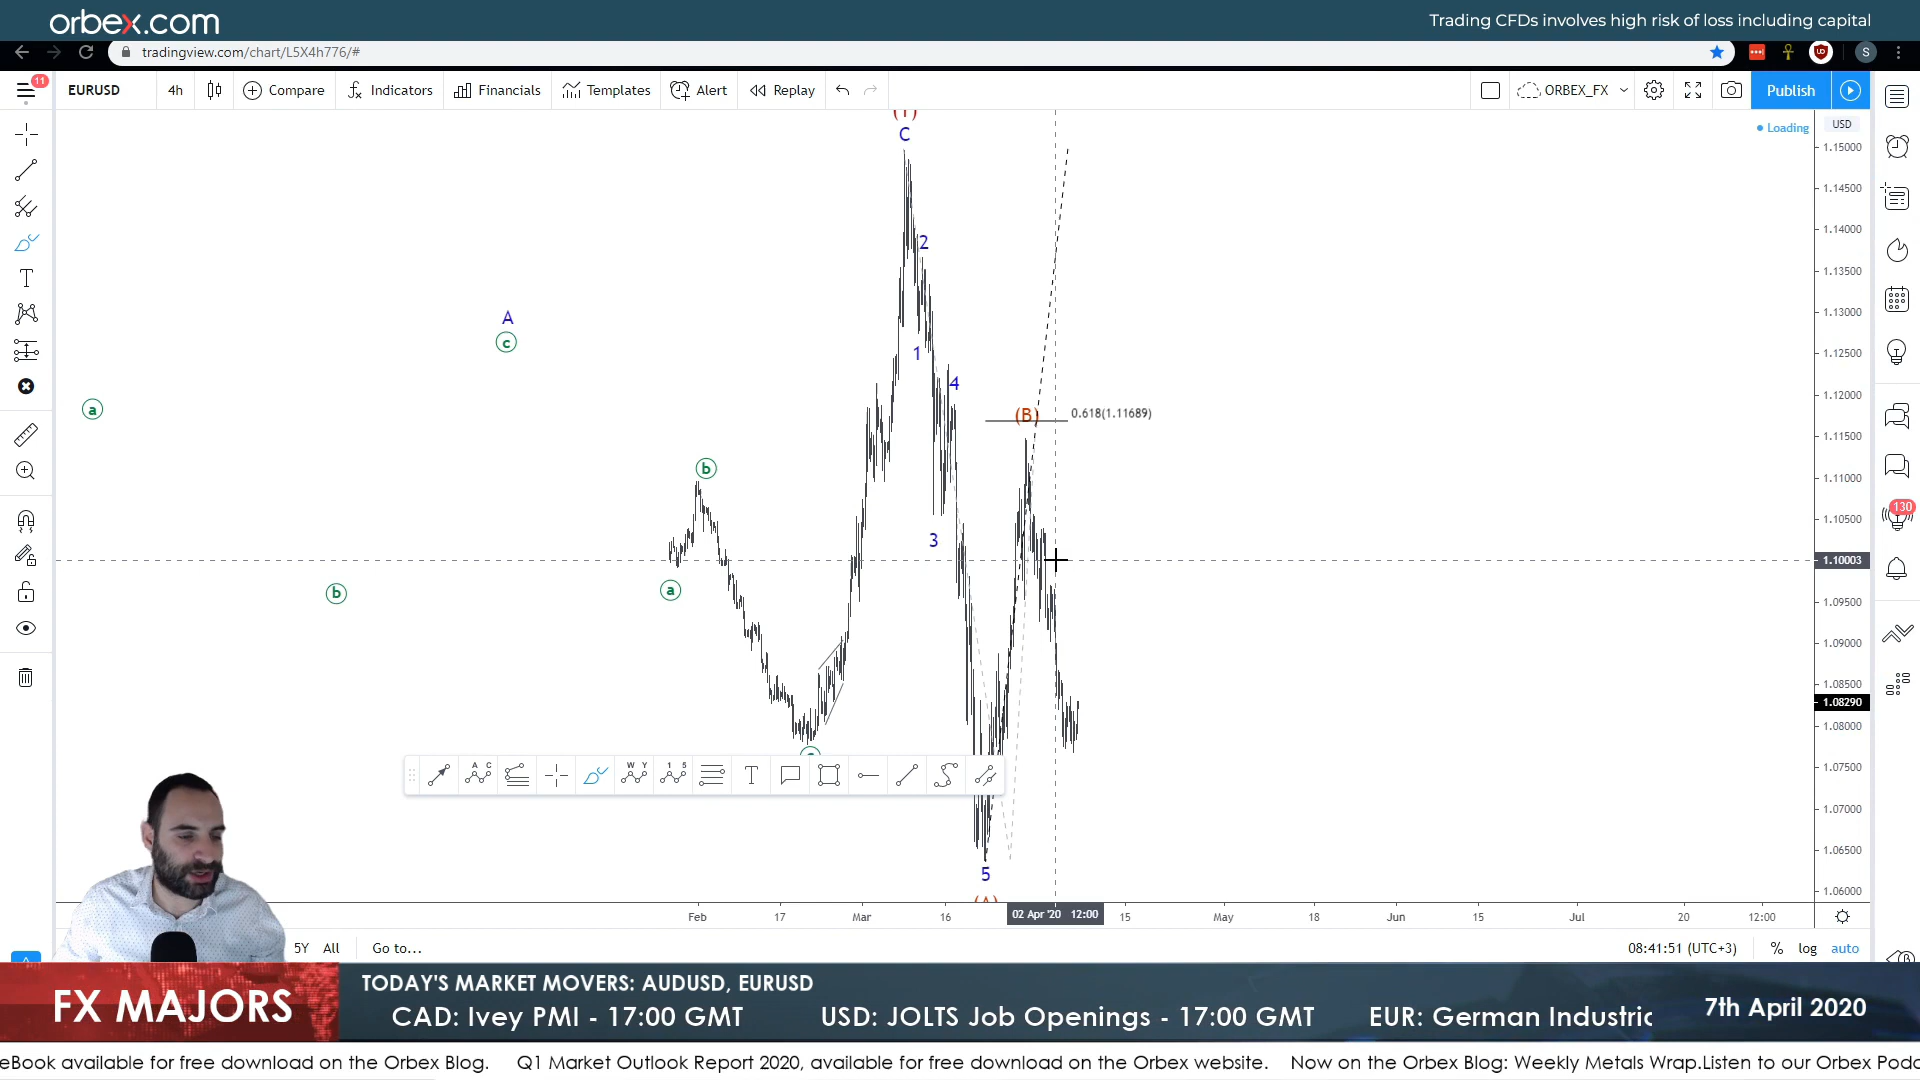 orbex.com
Trading CFDs involves high risk of loss including capital
tradingview.com/chart/L5X4h776/#
S
11
EURUSD 4h Compare Indicators Financials Templates Alert Replay ORBEX_FX Publish
Loading
USD
1.15000
1.14500
1.14000
1.13500
1.13000
1.12500
1.12000
1.11500
1.11000
1.10500
1.10003
1.09500
1.09000
1.08500
1.08290
1.08000
1.07500
1.07000
1.06500
1.06000
C
2
A
c
1
4
a
(B)
0.618(1.11689)
b
3
a
b
A C
W Y
1 5
T
5
130
Feb 17 Mar 16 02 Apr '20 12:00 15 May 18 Jun 15 Jul 20 12:00
5Y All Go to... 08:41:51 (UTC+3) % log auto
FX MAJORS
TODAY'S MARKET MOVERS: AUDUSD, EURUSD
CAD: Ivey PMI - 17:00 GMT USD: JOLTS Job Openings - 17:00 GMT EUR: German Industric
7th April 2020
eBook available for free download on the Orbex Blog. Q1 Market Outlook Report 2020, available for free download on the Orbex website. Now on the Orbex Blog: Weekly Metals Wrap.Listen to our Orbex Podc